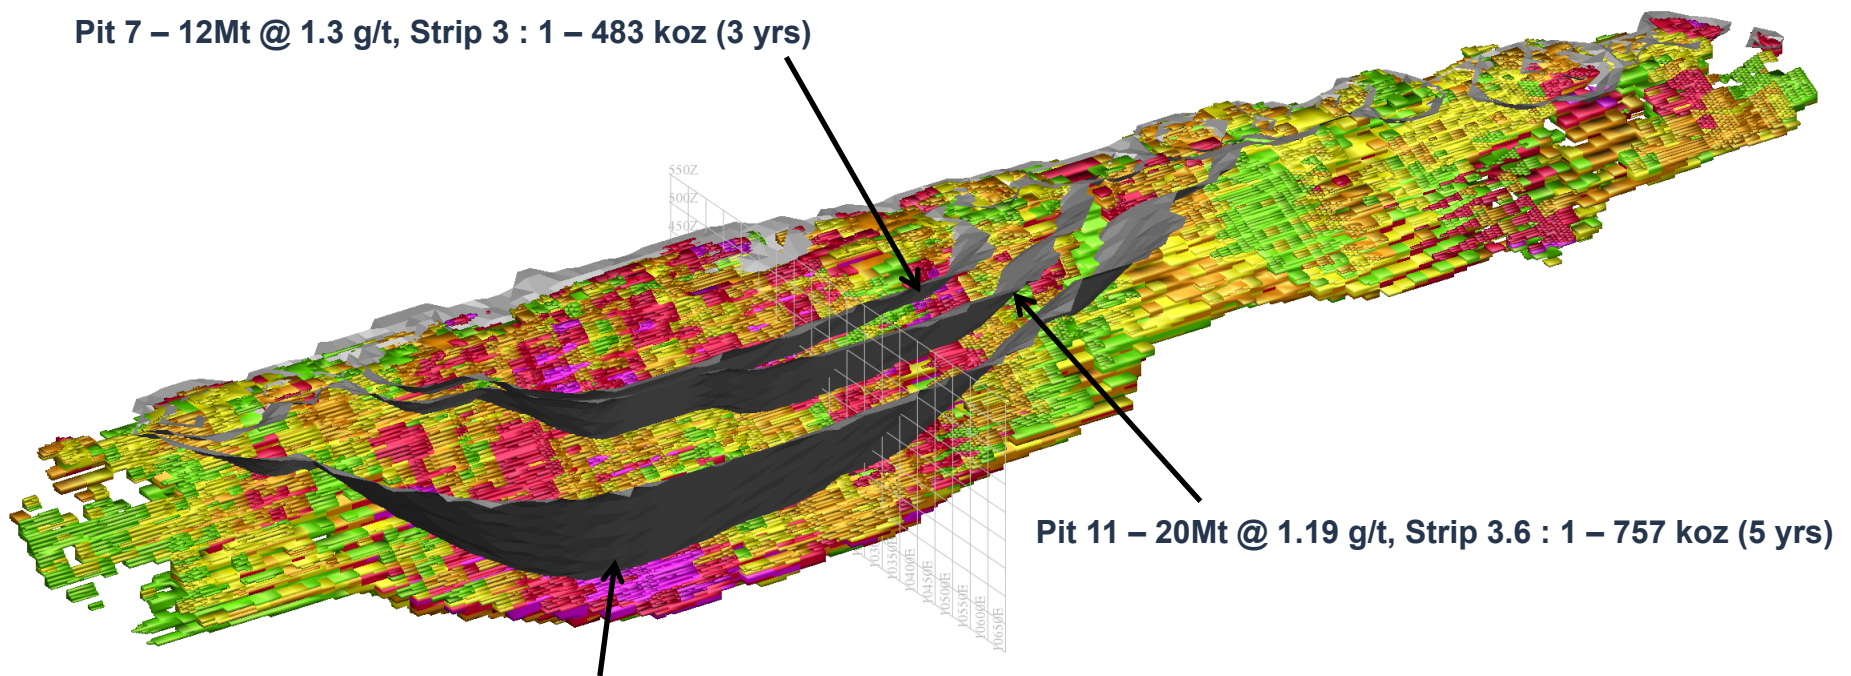 Pit 7 – 12Mt @ 1.3 g/t, Strip 3 : 1 – 483 koz (3 yrs)
550Z
500Z
450Z
Pit 11 – 20Mt @ 1.19 g/t, Strip 3.6 : 1 – 757 koz (5 yrs)
10350E
10400E
10450E
10500E
10550E
10600E
10650E